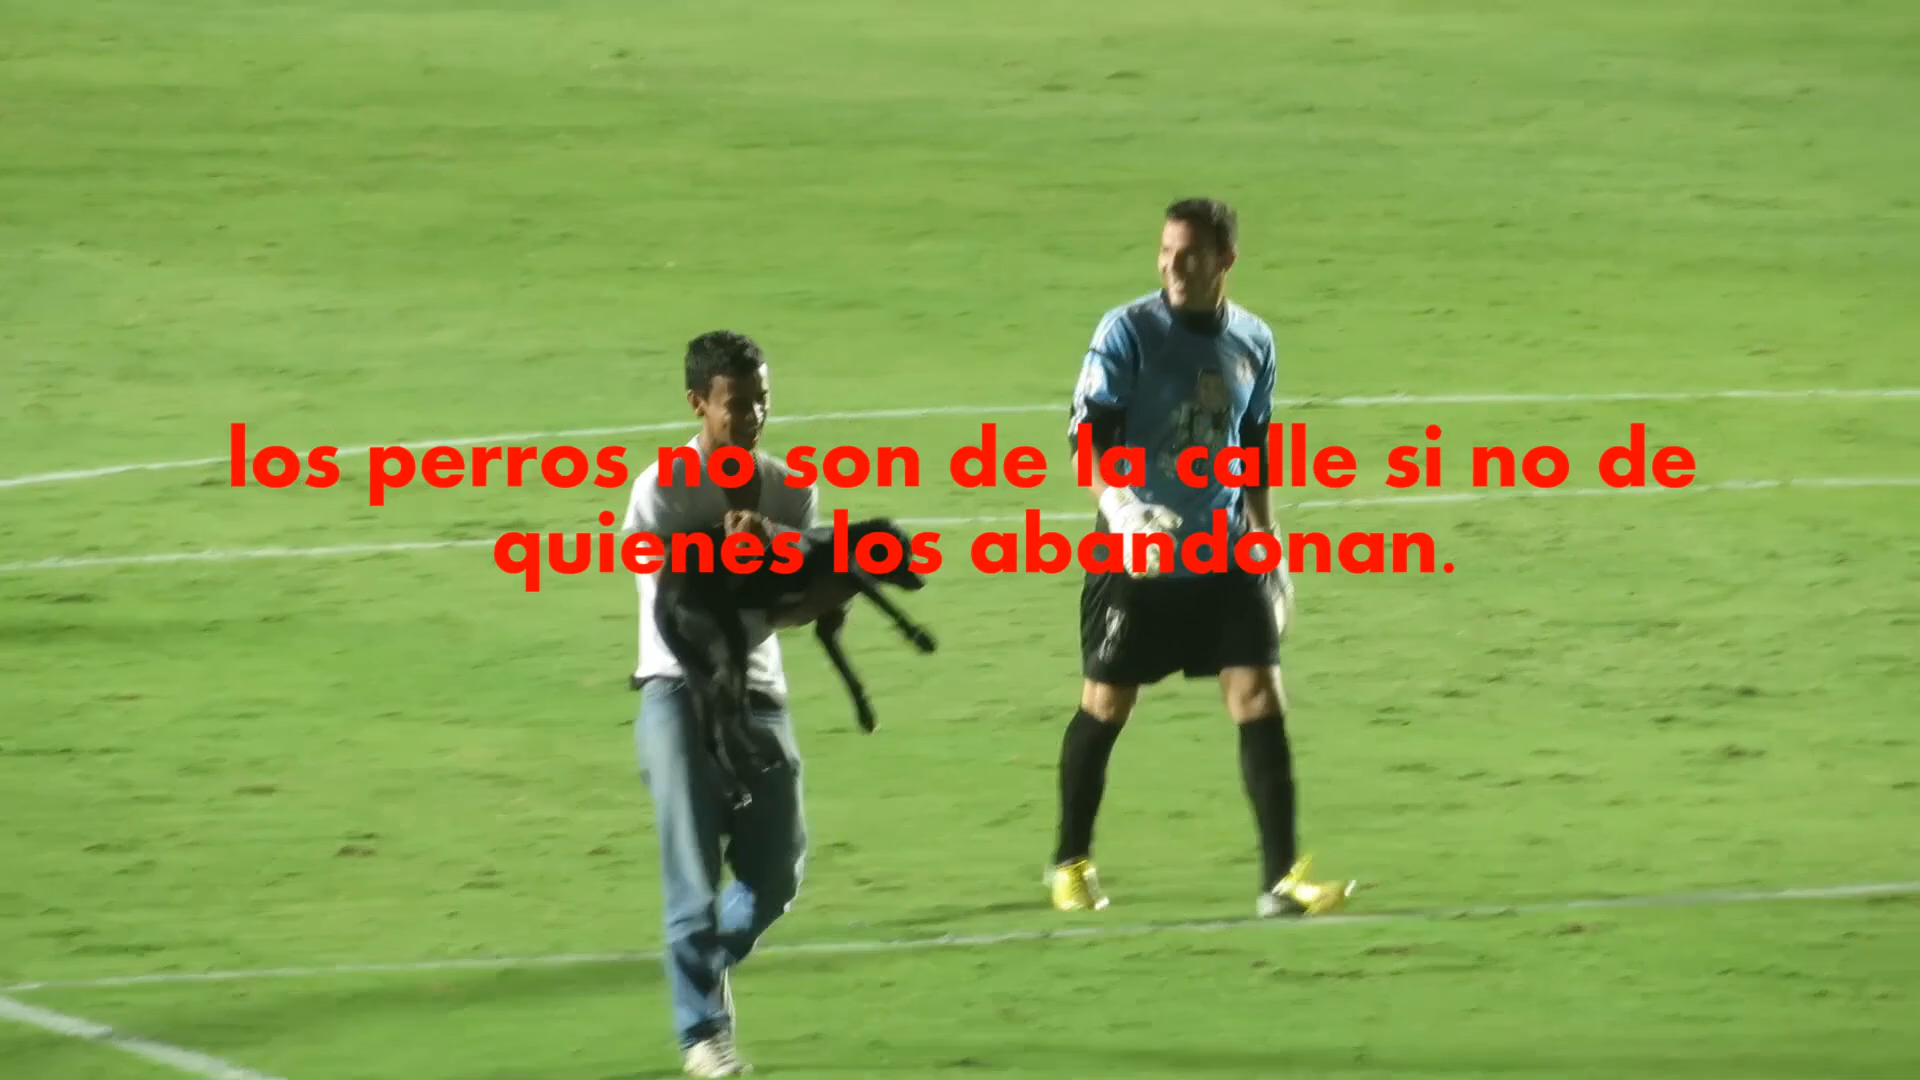 los perros no son de la calle si no de
quienes los abandonan.